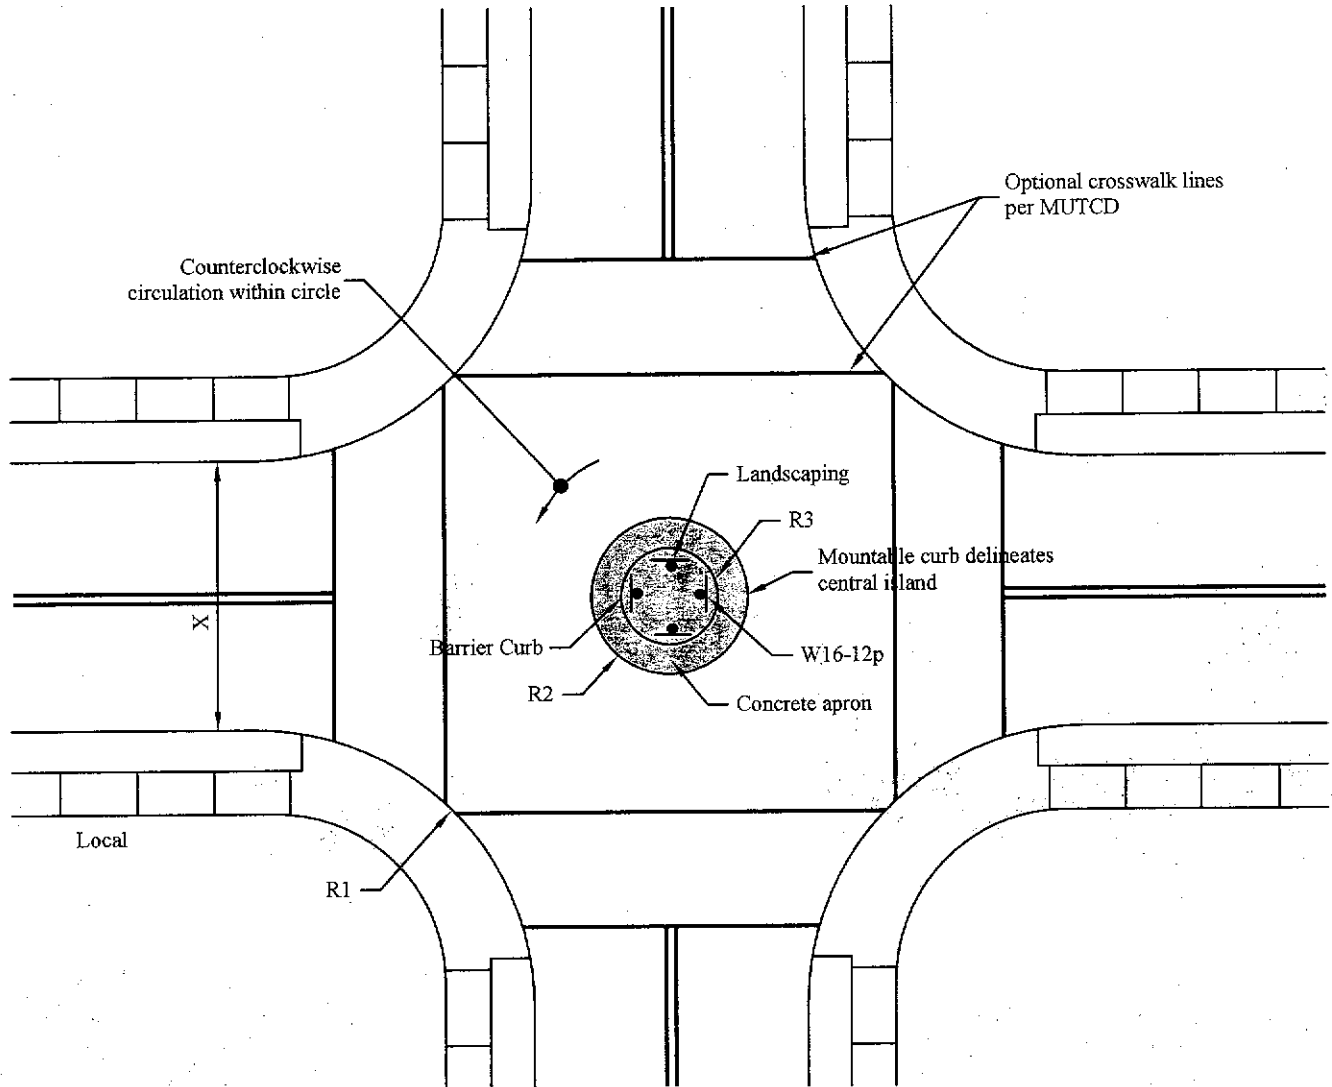 Optional crosswalk lines
per MUTCD
Counterclockwise
circulation within circle
Landscaping
R3
Mountable curb delineates
central island
X
Barrier Curb
W16-12p
R2
Concrete apron
Local
R1